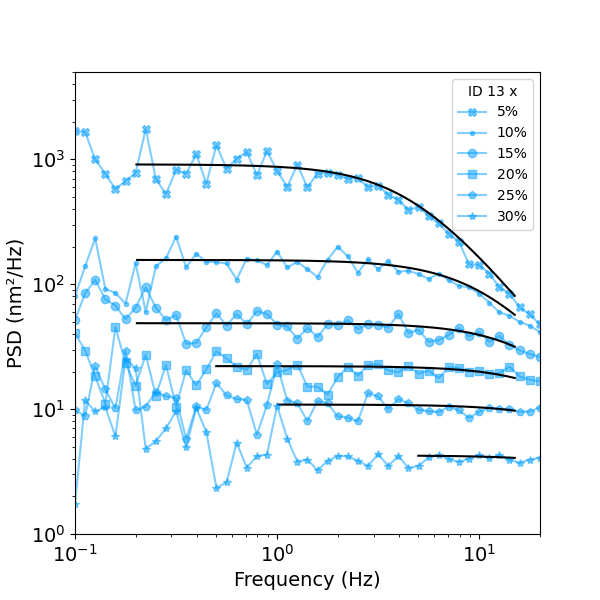 ID 13 x
5%
10%
15%
20%
25%
30%
PSD (nm²/Hz)
10³
10²
10¹
10⁰
10⁻¹ 10⁰ 10¹
Frequency (Hz)